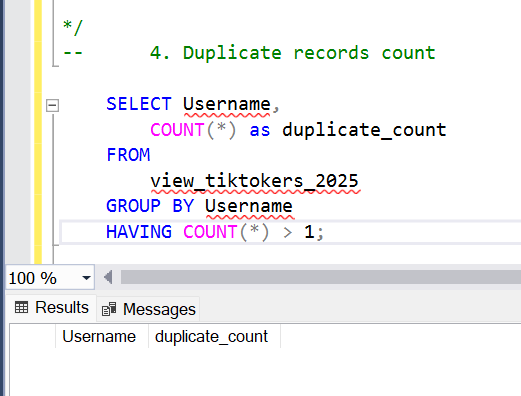 */
-- 4. Duplicate records count
SELECT Username,
COUNT(*) as duplicate_count
FROM
view_tiktokers_2025
GROUP BY Username
HAVING COUNT(*) > 1;
100 %
Results Messages
Username duplicate_count